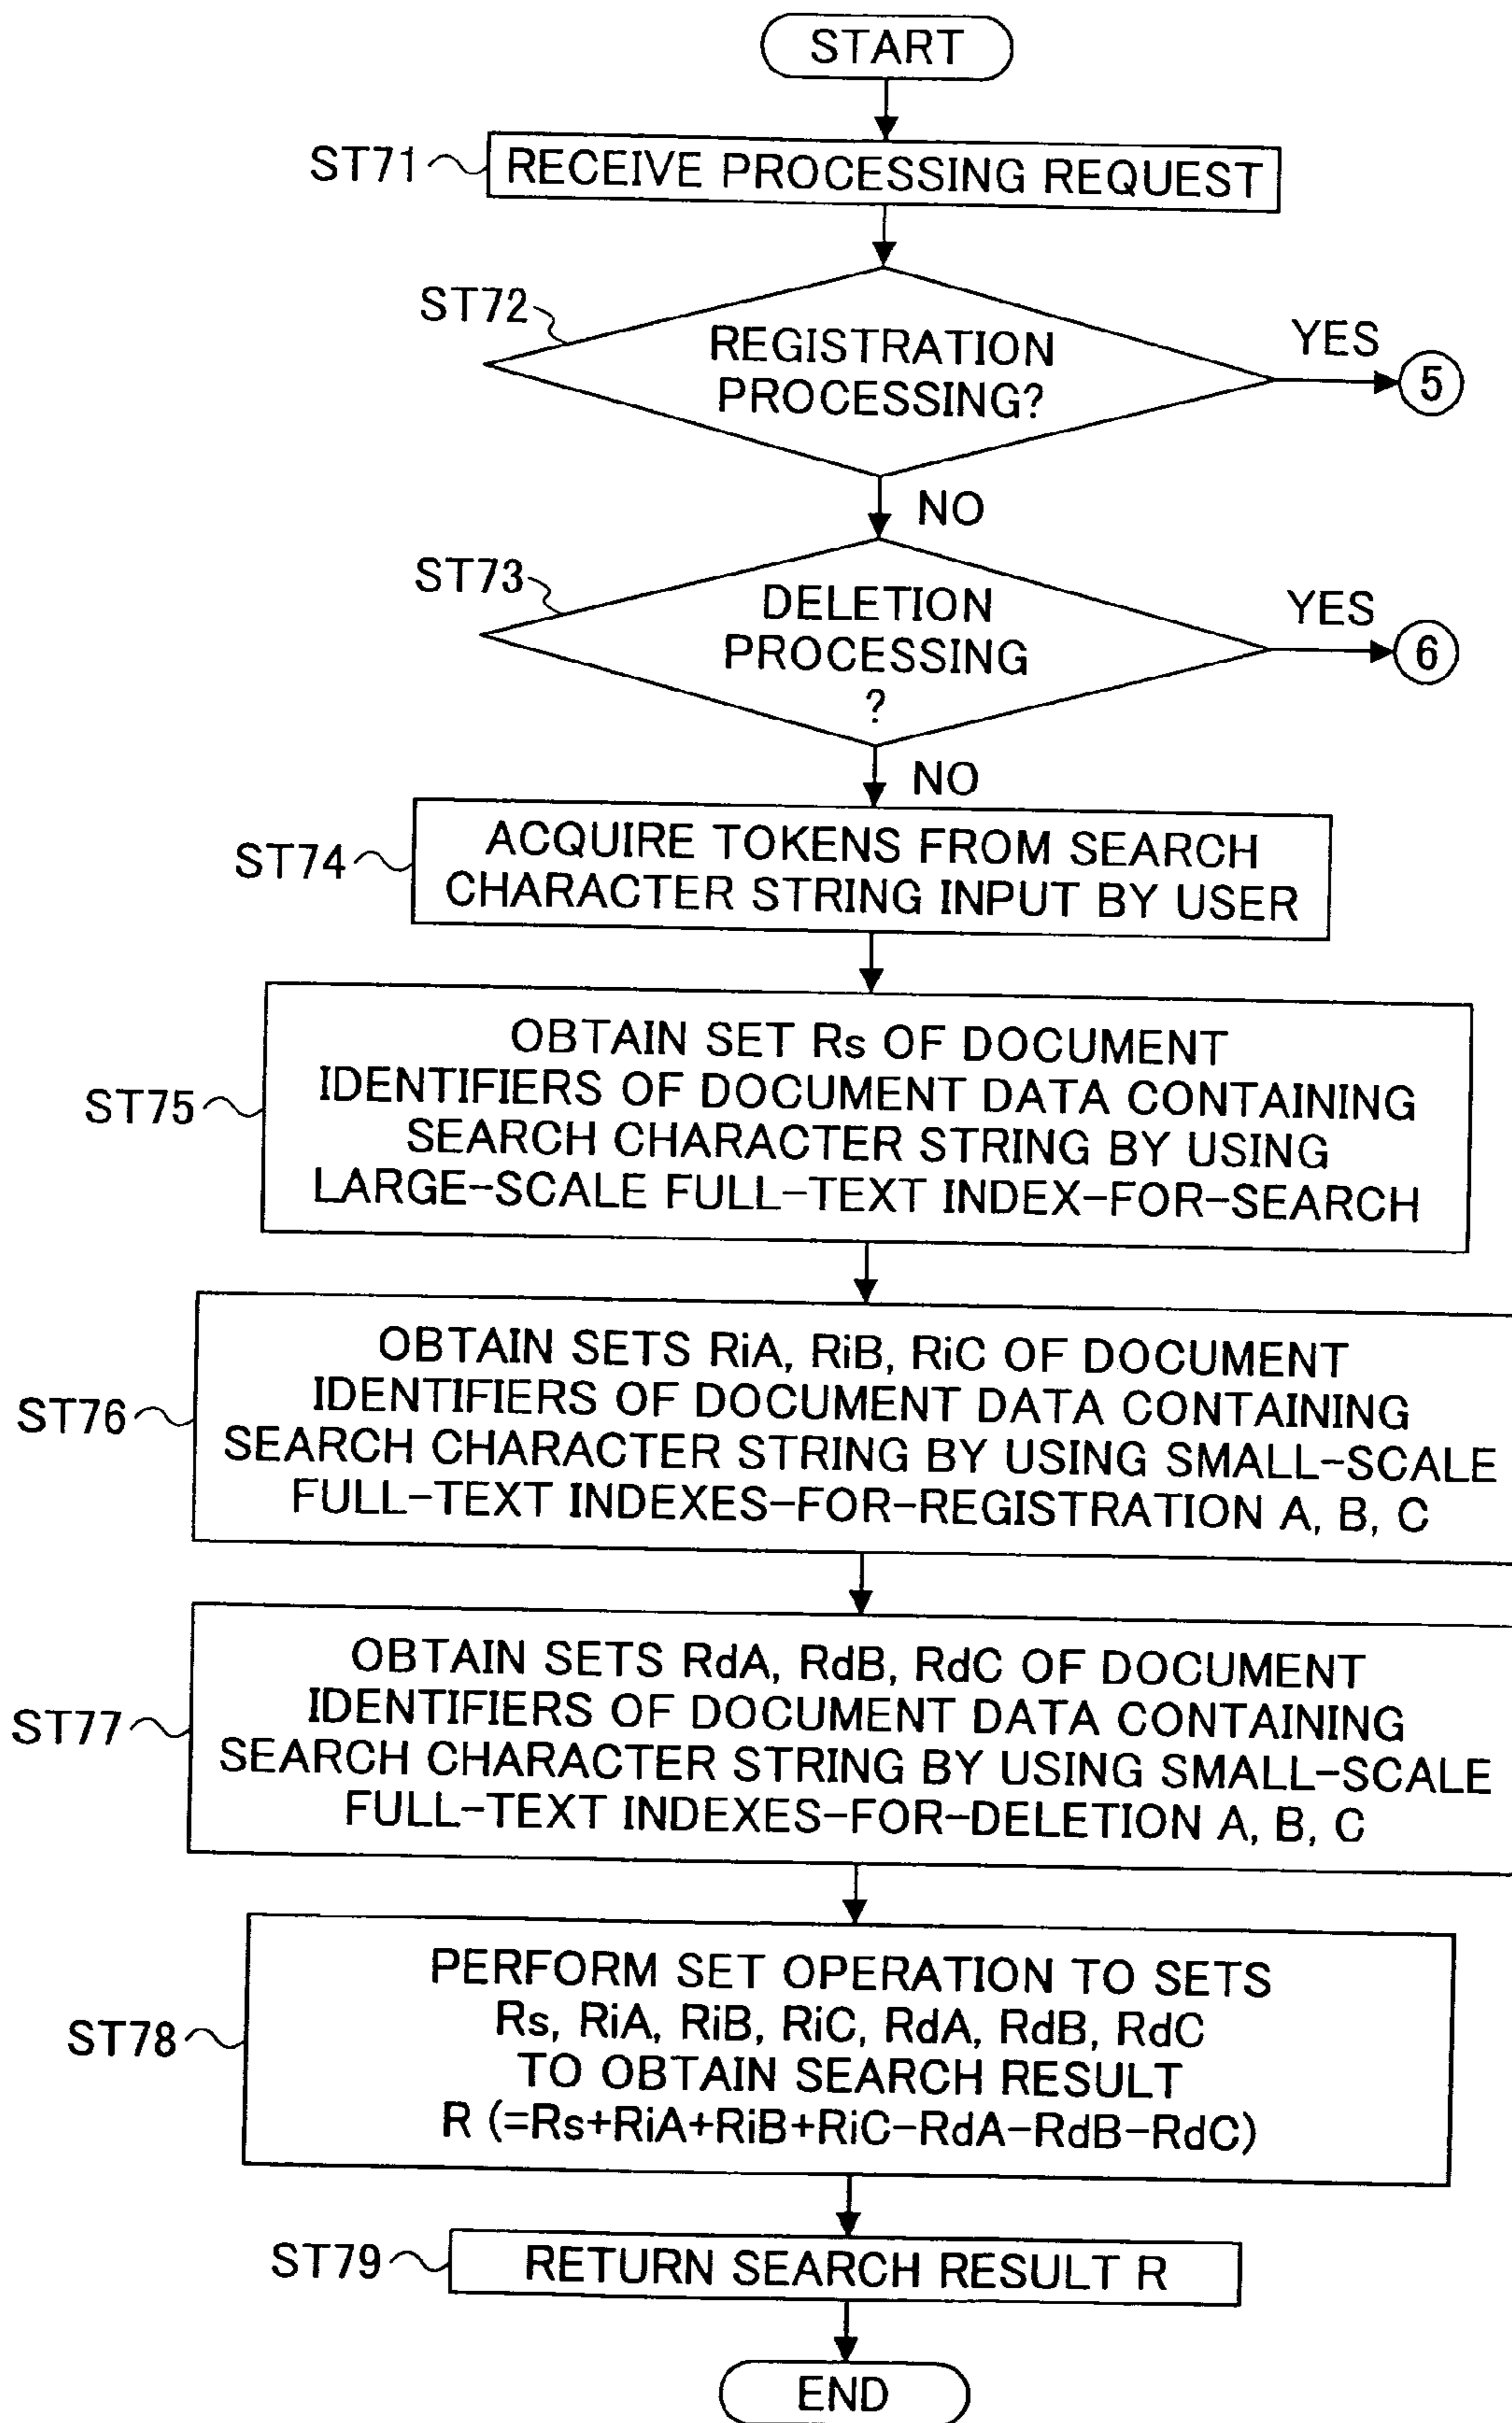 START
ST71
RECEIVE PROCESSING REQUEST
ST72
REGISTRATION
PROCESSING?
YES
5
NO
ST73
DELETION
PROCESSING
?
YES
6
NO
ST74
ACQUIRE TOKENS FROM SEARCH
CHARACTER STRING INPUT BY USER
ST75
OBTAIN SET Rs OF DOCUMENT
IDENTIFIERS OF DOCUMENT DATA CONTAINING
SEARCH CHARACTER STRING BY USING
LARGE-SCALE FULL-TEXT INDEX-FOR-SEARCH
ST76
OBTAIN SETS RiA, RiB, RiC OF DOCUMENT
IDENTIFIERS OF DOCUMENT DATA CONTAINING
SEARCH CHARACTER STRING BY USING SMALL-SCALE
FULL-TEXT INDEXES-FOR-REGISTRATION A, B, C
ST77
OBTAIN SETS RdA, RdB, RdC OF DOCUMENT
IDENTIFIERS OF DOCUMENT DATA CONTAINING
SEARCH CHARACTER STRING BY USING SMALL-SCALE
FULL-TEXT INDEXES-FOR-DELETION A, B, C
ST78
PERFORM SET OPERATION TO SETS
Rs, RiA, RiB, RiC, RdA, RdB, RdC
TO OBTAIN SEARCH RESULT
R (=Rs+RiA+RiB+RiC-RdA-RdB-RdC)
ST79
RETURN SEARCH RESULT R
END